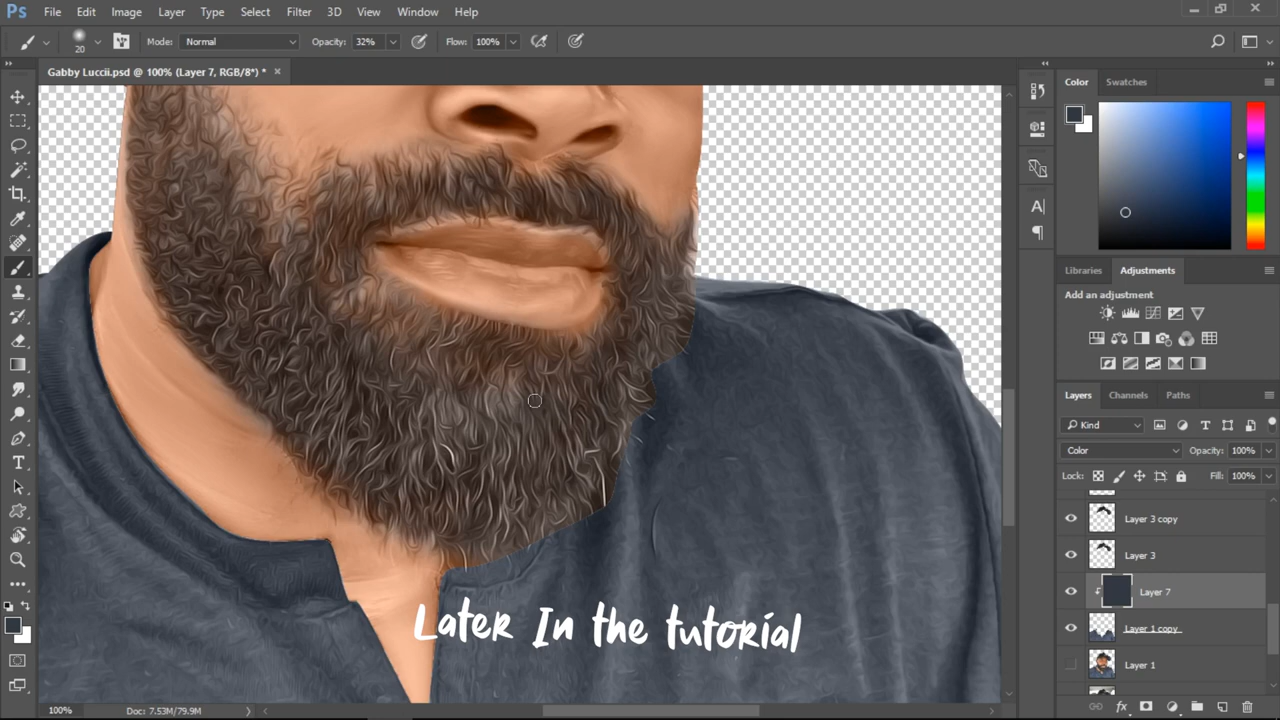 Ps File Edit Image Layer Type Select Filter 3D View Window Help
20 Mode: Normal Opacity: 32% Flow: 100%
Gabby Luccii.psd @ 100% (Layer 7, RGB/8*) * ×
Color Swatches
Libraries Adjustments
Add an adjustment
Layers Channels Paths
Kind
Color Opacity: 100%
Lock: Fill: 100%
Layer 3 copy
Layer 3
Layer 7
Layer 1 copy
Layer 1
Later In the tutorial
100% Doc: 7.53M/79.9M